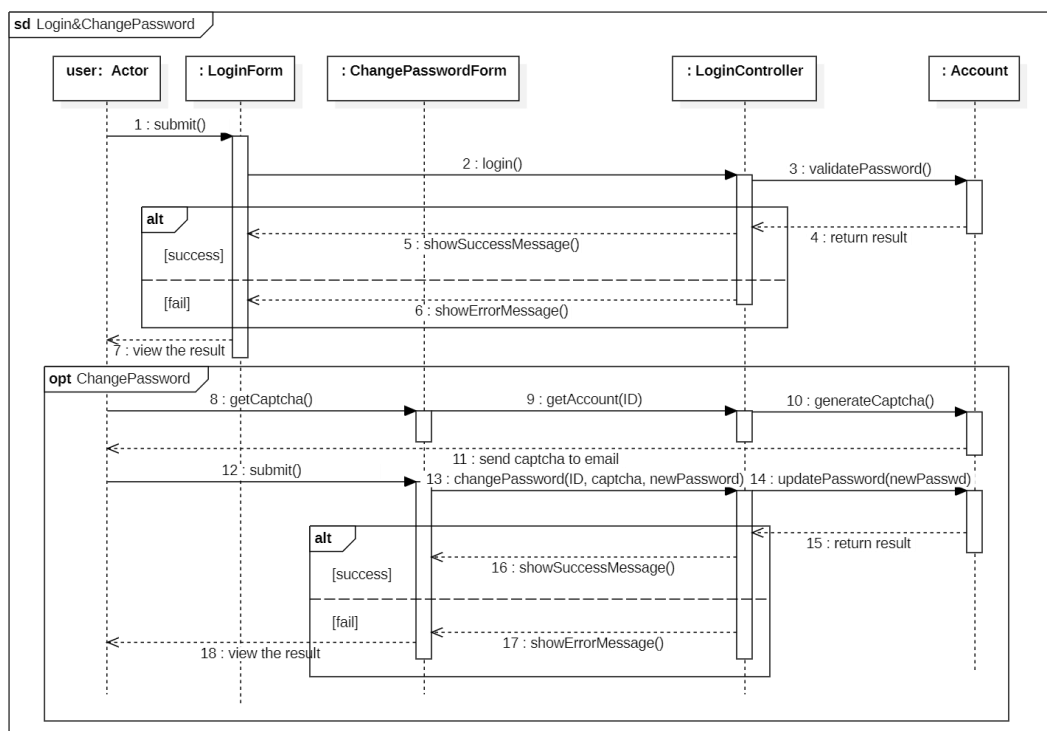 sd Login&ChangePassword
user: Actor
: LoginForm
: ChangePasswordForm
: LoginController
: Account
1 : submit()
2 : login()
3 : validatePassword()
alt
4 : return result
5 : showSuccessMessage()
[success]
[fail]
6 : showErrorMessage()
7 : view the result
opt ChangePassword
8 : getCaptcha()
9 : getAccount(ID)
10 : generateCaptcha()
11 : send captcha to email
12 : submit()
13 : changePassword(ID, captcha, newPassword)
14 : updatePassword(newPasswd)
alt
15 : return result
16 : showSuccessMessage()
[success]
[fail]
17 : showErrorMessage()
18 : view the result